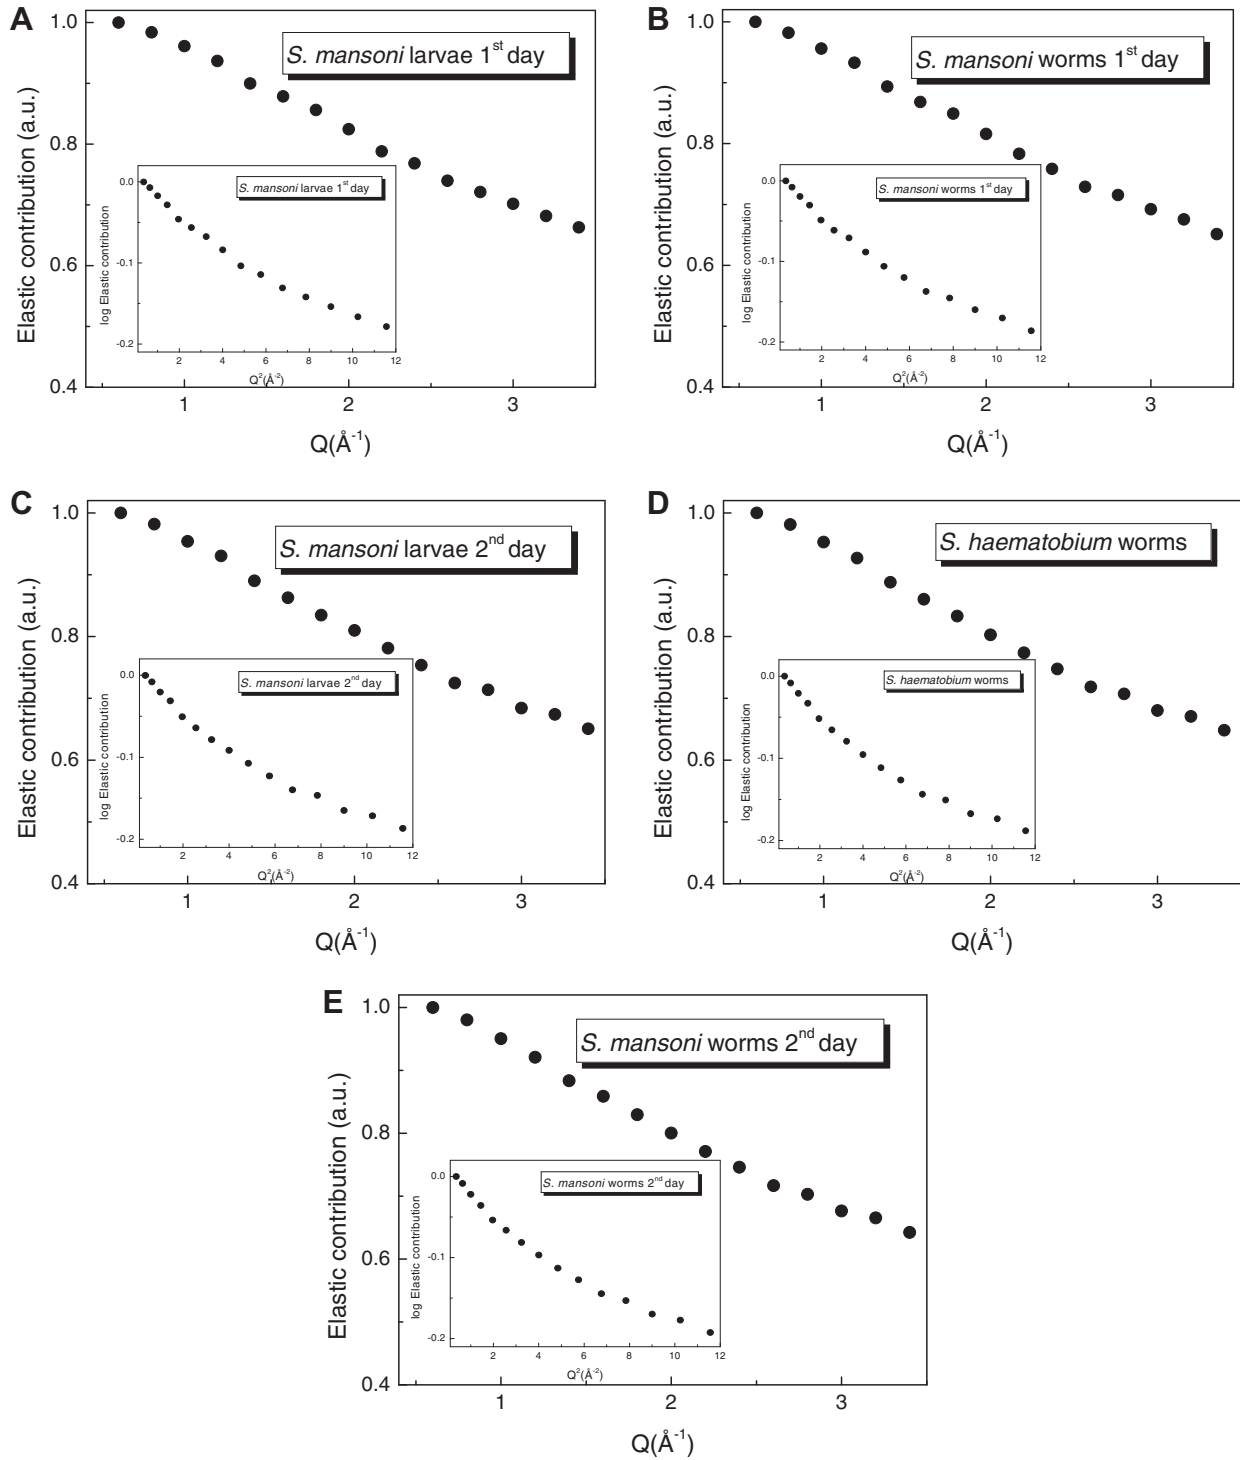 A
S. mansoni larvae 1st day
Elastic contribution (a.u.)
1.0
0.8
0.6
0.4
1
2
3
Q(Å-1)
S. mansoni larvae 1st day
log Elastic contribution
0.0
-0.1
-0.2
2
4
6
8
10
12
Q2(Å-2)
B
S. mansoni worms 1st day
Elastic contribution (a.u.)
1.0
0.8
0.6
0.4
1
2
3
Q(Å-1)
S. mansoni worms 1st day
log Elastic contribution
0.0
-0.1
-0.2
2
4
6
8
10
12
Q2(Å-2)
C
S. mansoni larvae 2nd day
Elastic contribution (a.u.)
1.0
0.8
0.6
0.4
1
2
3
Q(Å-1)
S. mansoni larvae 2nd day
log Elastic contribution
0.0
-0.1
-0.2
2
4
6
8
10
12
Q2(Å-2)
D
S. haematobium worms
Elastic contribution (a.u.)
1.0
0.8
0.6
0.4
1
2
3
Q(Å-1)
S. haematobium worms
log Elastic contribution
0.0
-0.1
-0.2
2
4
6
8
10
12
Q2(Å-2)
E
S. mansoni worms 2nd day
Elastic contribution (a.u.)
1.0
0.8
0.6
0.4
1
2
3
Q(Å-1)
S. mansoni worms 2nd day
log Elastic contribution
0.0
-0.1
-0.2
2
4
6
8
10
12
Q2(Å-2)